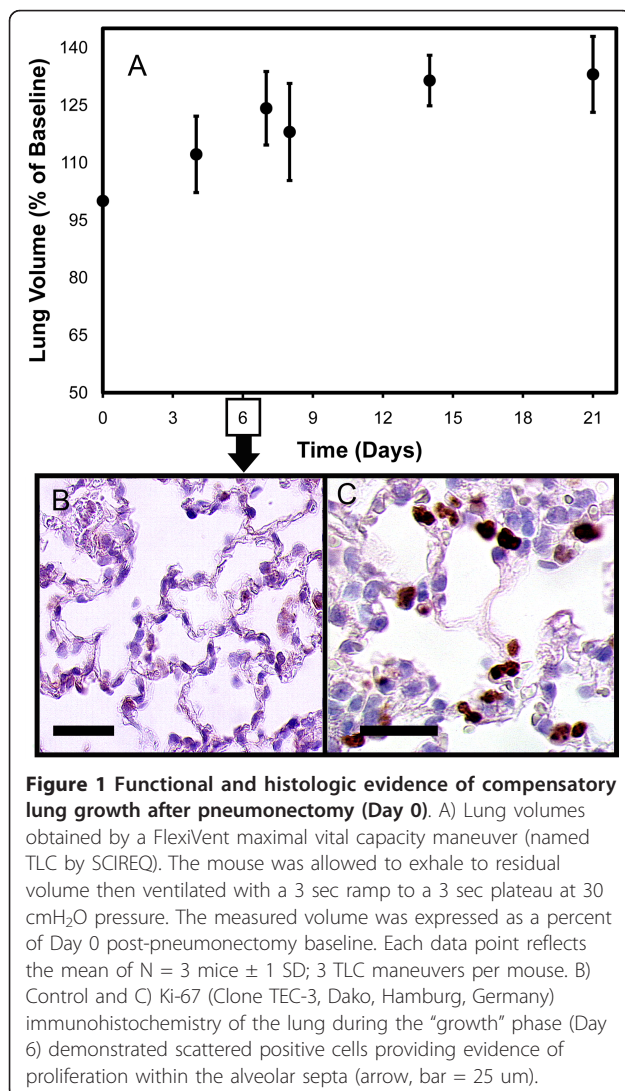 140
125
110
95
80
65
50
Lung Volume (% of Baseline)
A
0 3 6 9 12 15 18 21
Time (Days)
B
C
Figure 1 Functional and histologic evidence of compensatory
lung growth after pneumonectomy (Day 0). A) Lung volumes
obtained by a FlexiVent maximal vital capacity maneuver (named
TLC by SCIREQ). The mouse was allowed to exhale to residual
volume then ventilated with a 3 sec ramp to a 3 sec plateau at 30
cmH₂O pressure. The measured volume was expressed as a percent
of Day 0 post-pneumonectomy baseline. Each data point reflects
the mean of N = 3 mice ± 1 SD; 3 TLC maneuvers per mouse. B)
Control and C) Ki-67 (Clone TEC-3, Dako, Hamburg, Germany)
immunohistochemistry of the lung during the “growth” phase (Day
6) demonstrated scattered positive cells providing evidence of
proliferation within the alveolar septa (arrow, bar = 25 um).